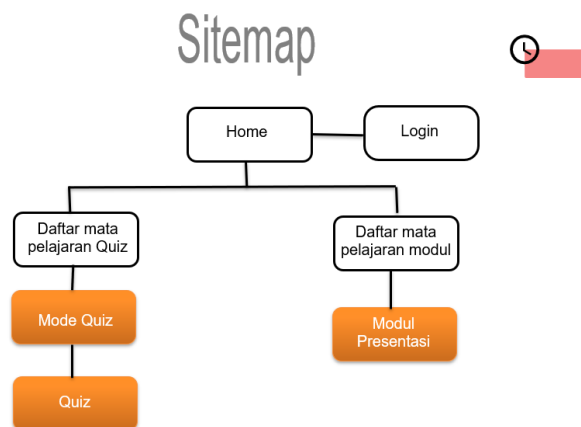 Sitemap
Home
Login
Daftar mata
pelajaran Quiz
Daftar mata
pelajaran modul
Mode Quiz
Modul
Presentasi
Quiz